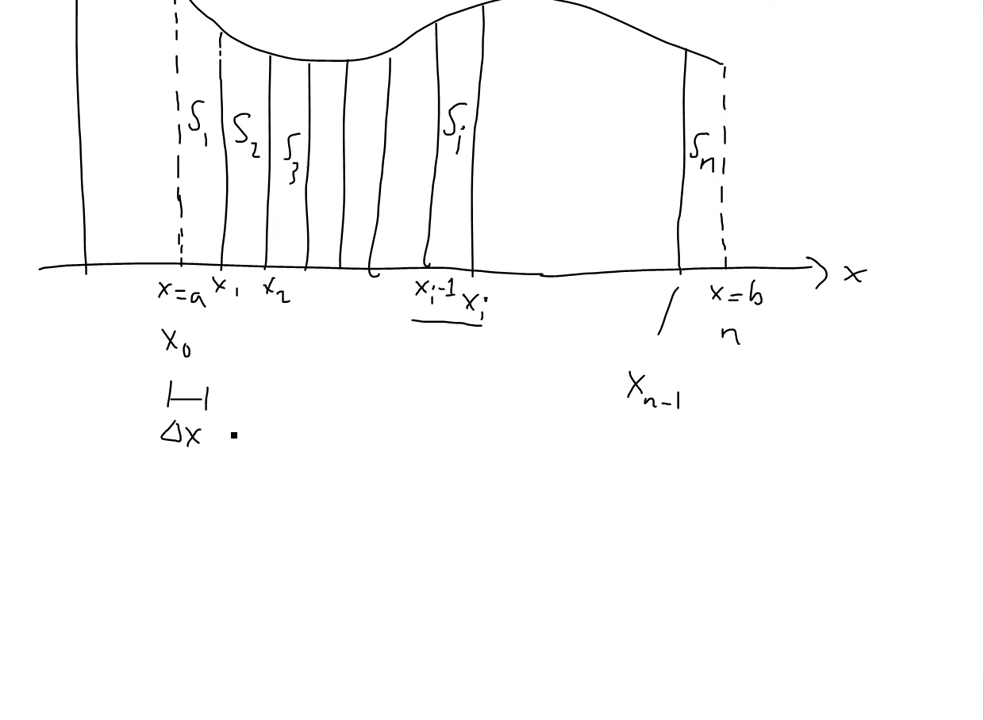 S₁ S₂ S₃ Sᵢ Sₙ
x
x=a x₁ x₂ xᵢ-1 xᵢ x=b
x₀ n
xₙ₋₁
Δx